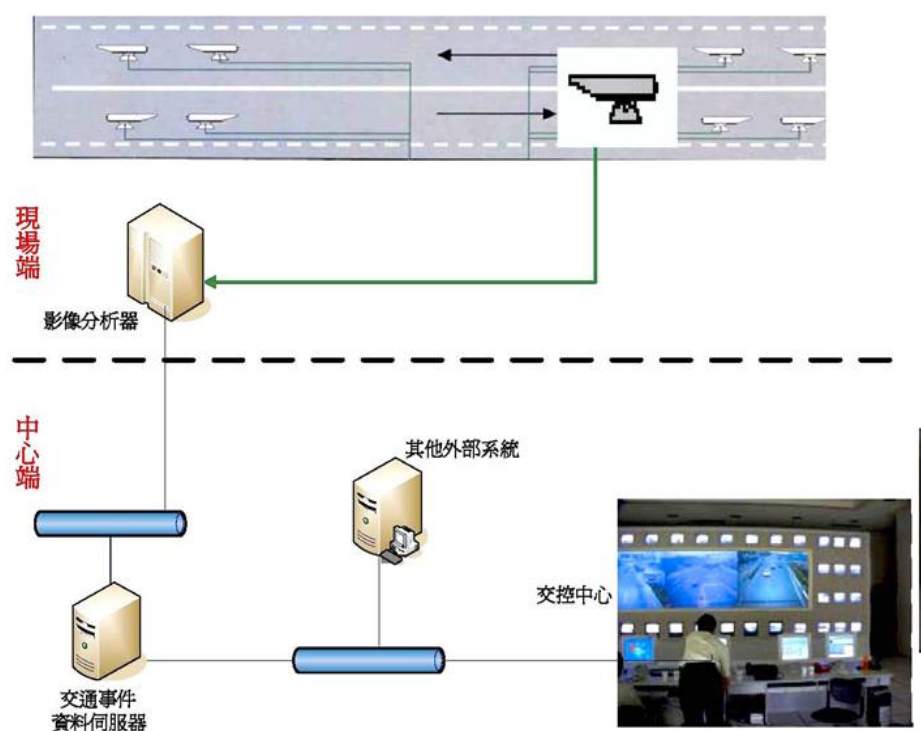 現場端
影像分析器
中心端
其他外部系統
交控中心
交通事件
資料伺服器